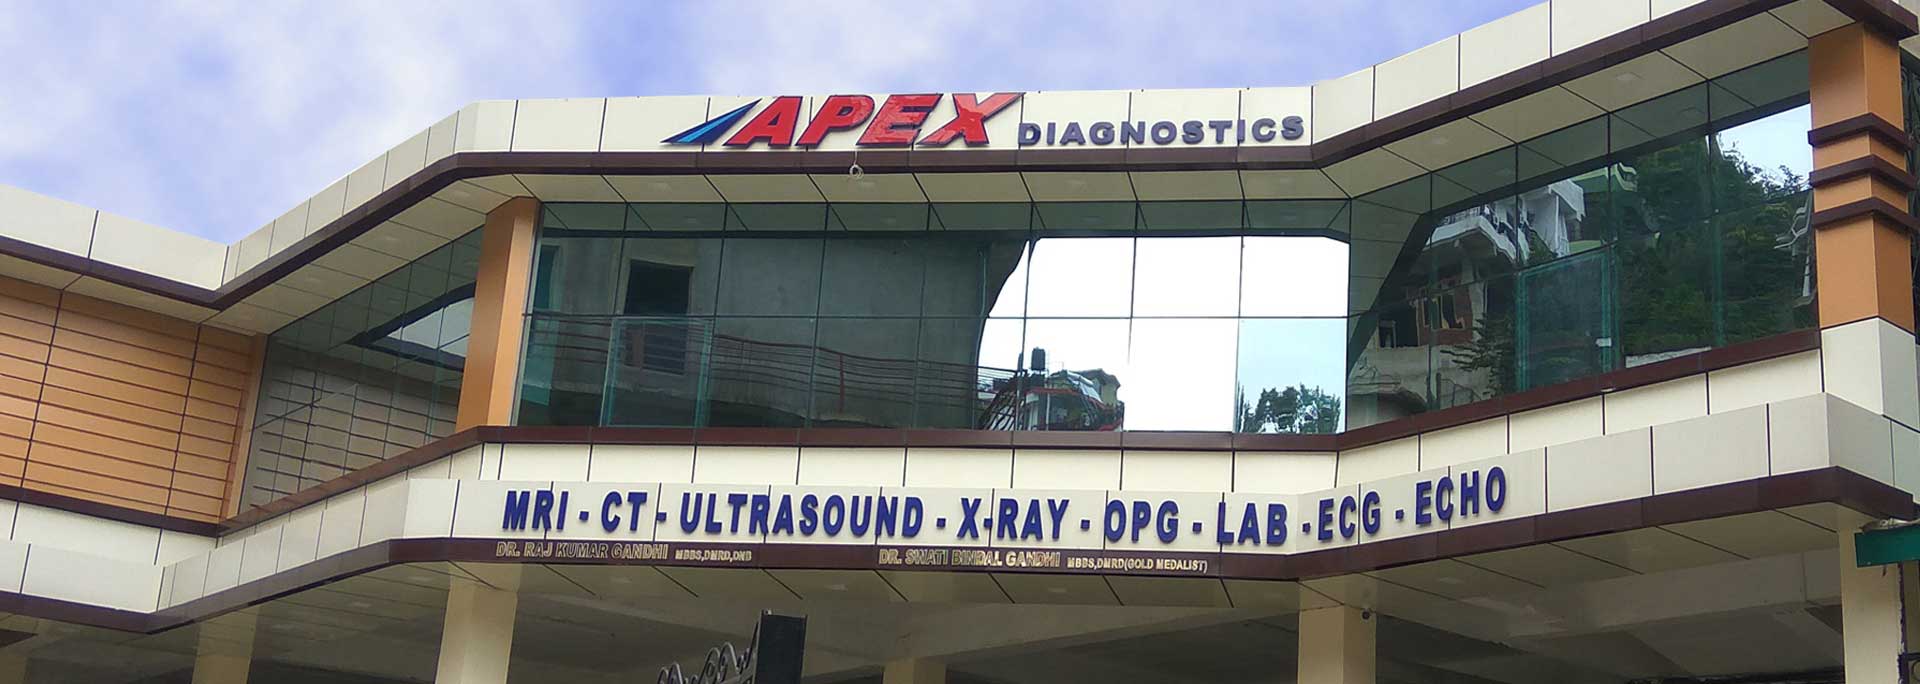 APEX DIAGNOSTICS
MRI - CT - ULTRASOUND - X-RAY - OPG - LAB - ECG - ECHO
DR. RAJ KUMAR GANDHI MBBS,DMRD,DNB DR. SWATI BINDAL GANDHI MBBS,DMRD(GOLD MEDALIST)